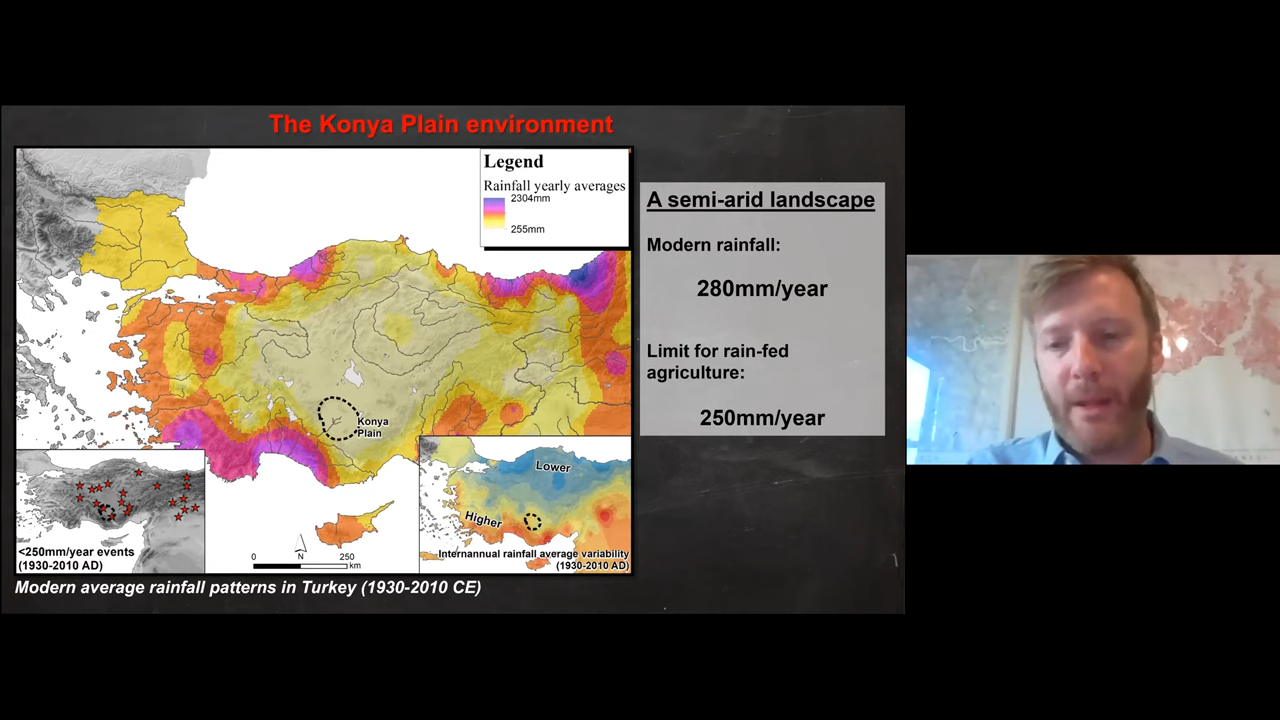 The Konya Plain environment
Legend
Rainfall yearly averages
2304mm
255mm
Konya
Plain
Lower
Higher
<250mm/year events
(1930-2010 AD)
0
N
250
km
Internannual rainfall average variability
(1930-2010 AD)
Modern average rainfall patterns in Turkey (1930-2010 CE)
A semi-arid landscape
Modern rainfall:
280mm/year
Limit for rain-fed
agriculture:
250mm/year